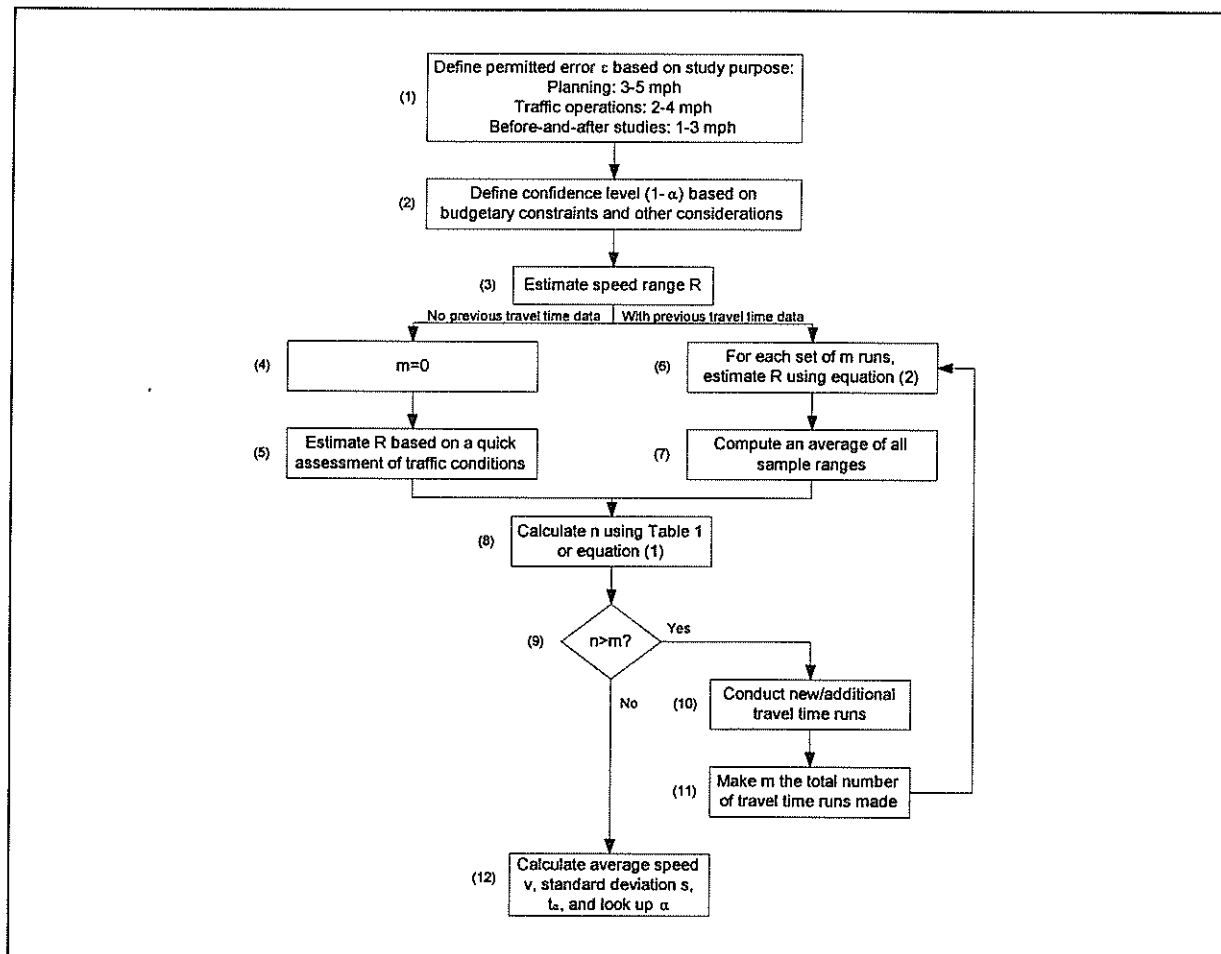 Define permitted error ε based on study purpose:
Planning: 3-5 mph
(1)
Traffic operations: 2-4 mph
Before-and-after studies: 1-3 mph
(2)
Define confidence level (1- α) based on
budgetary constraints and other considerations
(3)
Estimate speed range R
No previous travel time data
With previous travel time data
(4)
m=0
(6)
For each set of m runs,
estimate R using equation (2)
(5)
Estimate R based on a quick
assessment of traffic conditions
(7)
Compute an average of all
sample ranges
(8)
Calculate n using Table 1
or equation (1)
(9)
n>m?
Yes
No
(10)
Conduct new/additional
travel time runs
(11)
Make m the total number
of travel time runs made
(12)
Calculate average speed
v, standard deviation s,
tα, and look up α